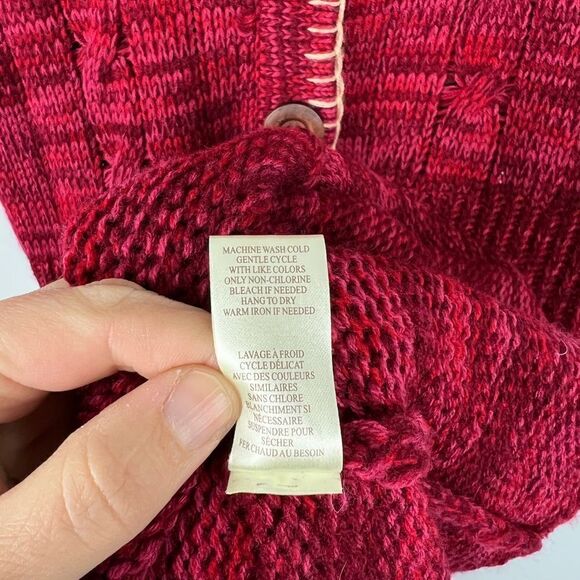 MACHINE WASH COLD
GENTLE CYCLE
WITH LIKE COLORS
ONLY NON-CHLORINE
BLEACH IF NEEDED
HANG TO DRY
WARM IRON IF NEEDED
LAVAGE À FROID
CYCLE DÉLICAT
AVEC DES COULEURS
SIMILAIRES
SANS CHLORE
BLANCHIMENT SI
NÉCESSAIRE
SUSPENDRE POUR
SÉCHER
FER CHAUD AU BESOIN